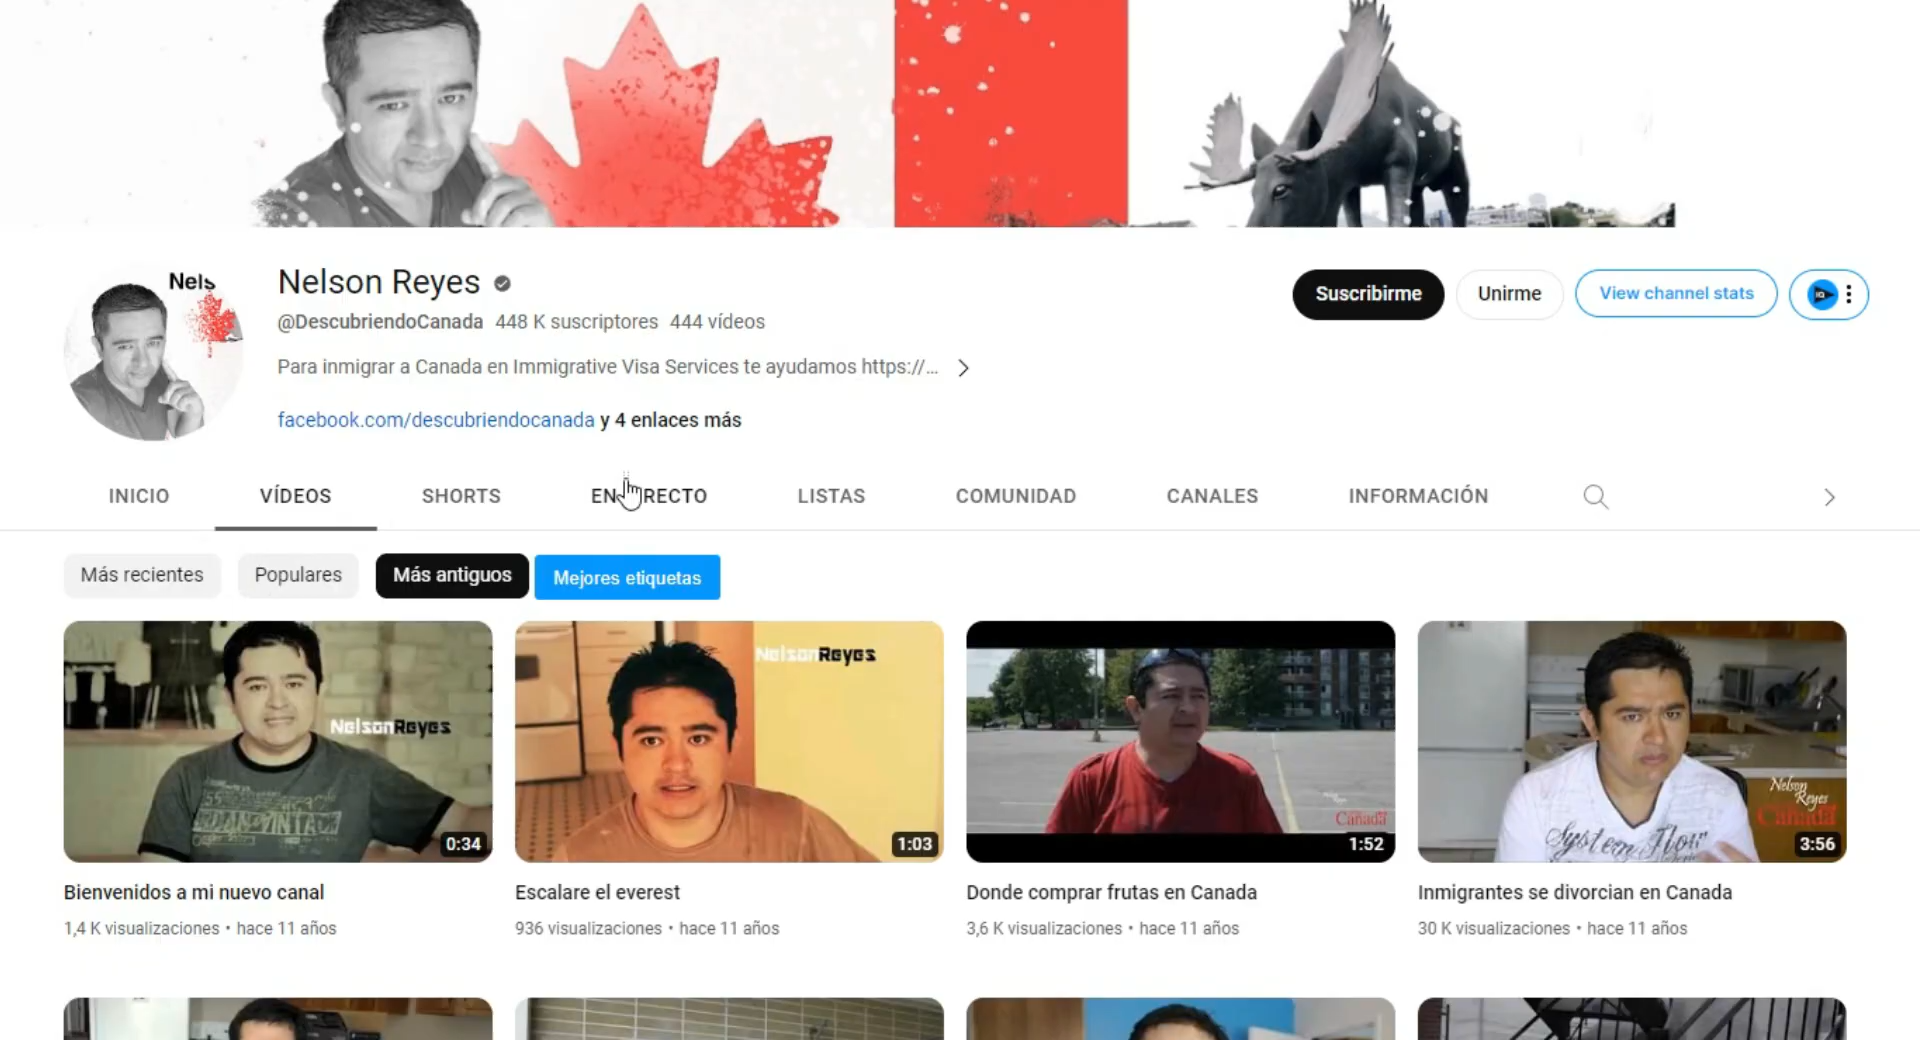 Nels
Nelson Reyes
@DescubriendoCanada 448 K suscriptores 444 vídeos
Para inmigrar a Canada en Immigrative Visa Services te ayudamos https://...
facebook.com/descubriendocanada y 4 enlaces más
Suscribirme
Unirme
View channel stats
INICIO
VÍDEOS
SHORTS
EN DIRECTO
LISTAS
COMUNIDAD
CANALES
INFORMACIÓN
Más recientes
Populares
Más antiguos
Mejores etiquetas
NelsonReyes
0:34
NelsonReyes
1:03
Canada
1:52
System Flow
Nelson
Reyes
Canada
3:56
Bienvenidos a mi nuevo canal
1,4 K visualizaciones • hace 11 años
Escalare el everest
936 visualizaciones • hace 11 años
Donde comprar frutas en Canada
3,6 K visualizaciones • hace 11 años
Inmigrantes se divorcian en Canada
30 K visualizaciones • hace 11 años